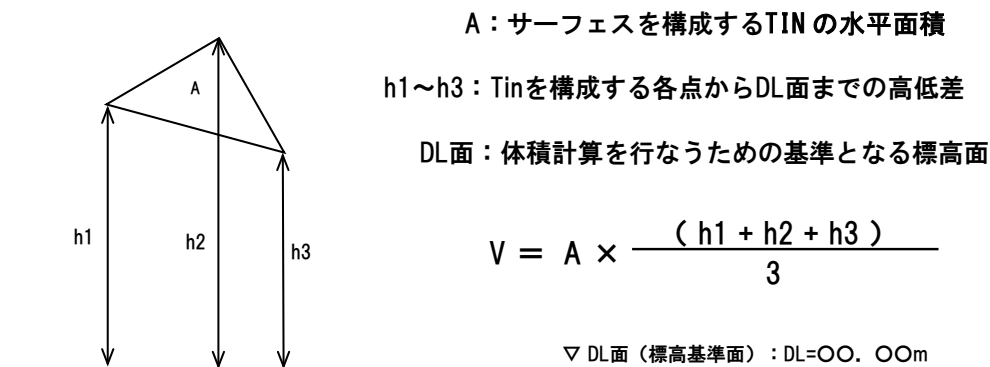 A：サーフェスを構成するTINの水平面積
A
h1～h3：Tinを構成する各点からDL面までの高低差
DL面：体積計算を行なうための基準となる標高面
h1
h2
h3
V ＝ A × （ h1 + h2 + h3 ）
3
▽ DL面（標高基準面）：DL=〇〇．〇〇m